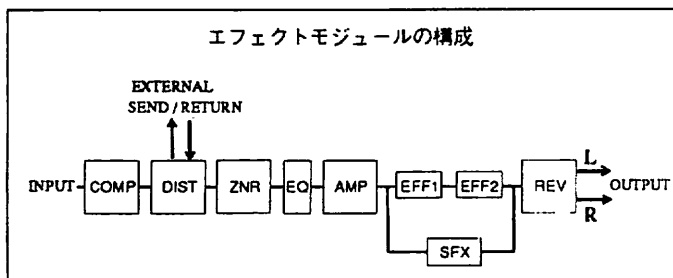 エフェクトモジュールの構成
EXTERNAL
SEND/RETURN
INPUT COMP DIST ZNR EQ AMP EFF1 EFF2 REV L OUTPUT
R
SFX